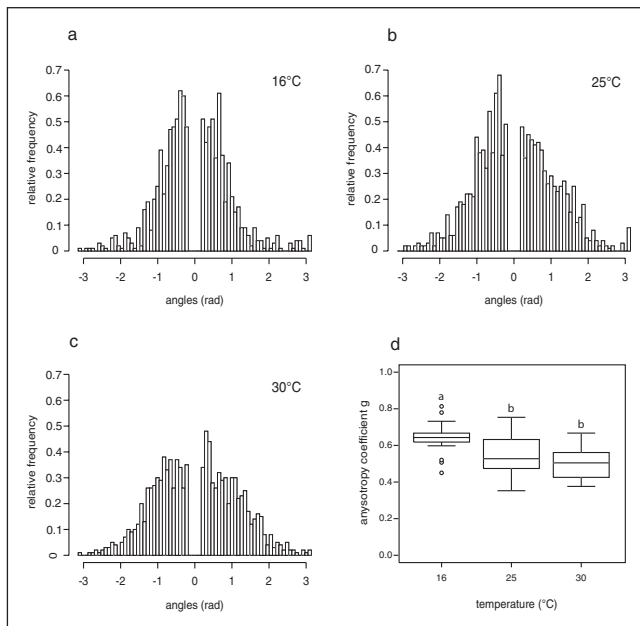 a
16°C
relative frequency
0.7
0.6
0.5
0.4
0.3
0.2
0.1
0
-3 -2 -1 0 1 2 3
angles (rad)
b
25°C
relative frequency
0.7
0.6
0.5
0.4
0.3
0.2
0.1
0
-3 -2 -1 0 1 2 3
angles (rad)
c
30°C
relative frequency
0.7
0.6
0.5
0.4
0.3
0.2
0.1
0
-3 -2 -1 0 1 2 3
angles (rad)
d
anysotropy coefficient g
1.0
0.8
0.6
0.4
0.2
0.0
a
b
b
16 25 30
temperature (°C)